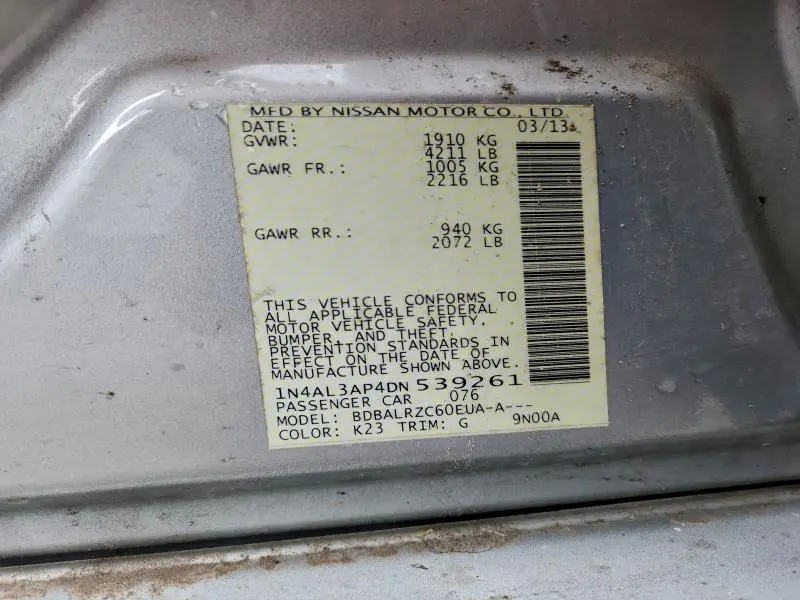 MFD BY NISSAN MOTOR CO., LTD
DATE: 03/13
GVWR: 1910 KG
4211 LB
GAWR FR.: 1005 KG
2216 LB
GAWR RR.: 940 KG
2072 LB
THIS VEHICLE CONFORMS TO
ALL APPLICABLE FEDERAL
MOTOR VEHICLE SAFETY,
BUMPER, AND THEFT
PREVENTION STANDARDS IN
EFFECT ON THE DATE OF
MANUFACTURE SHOWN ABOVE.
1N4AL3AP4DN 539261
PASSENGER CAR 076
MODEL: BDBALRZC60EUA-A---
COLOR: K23 TRIM: G 9N00A